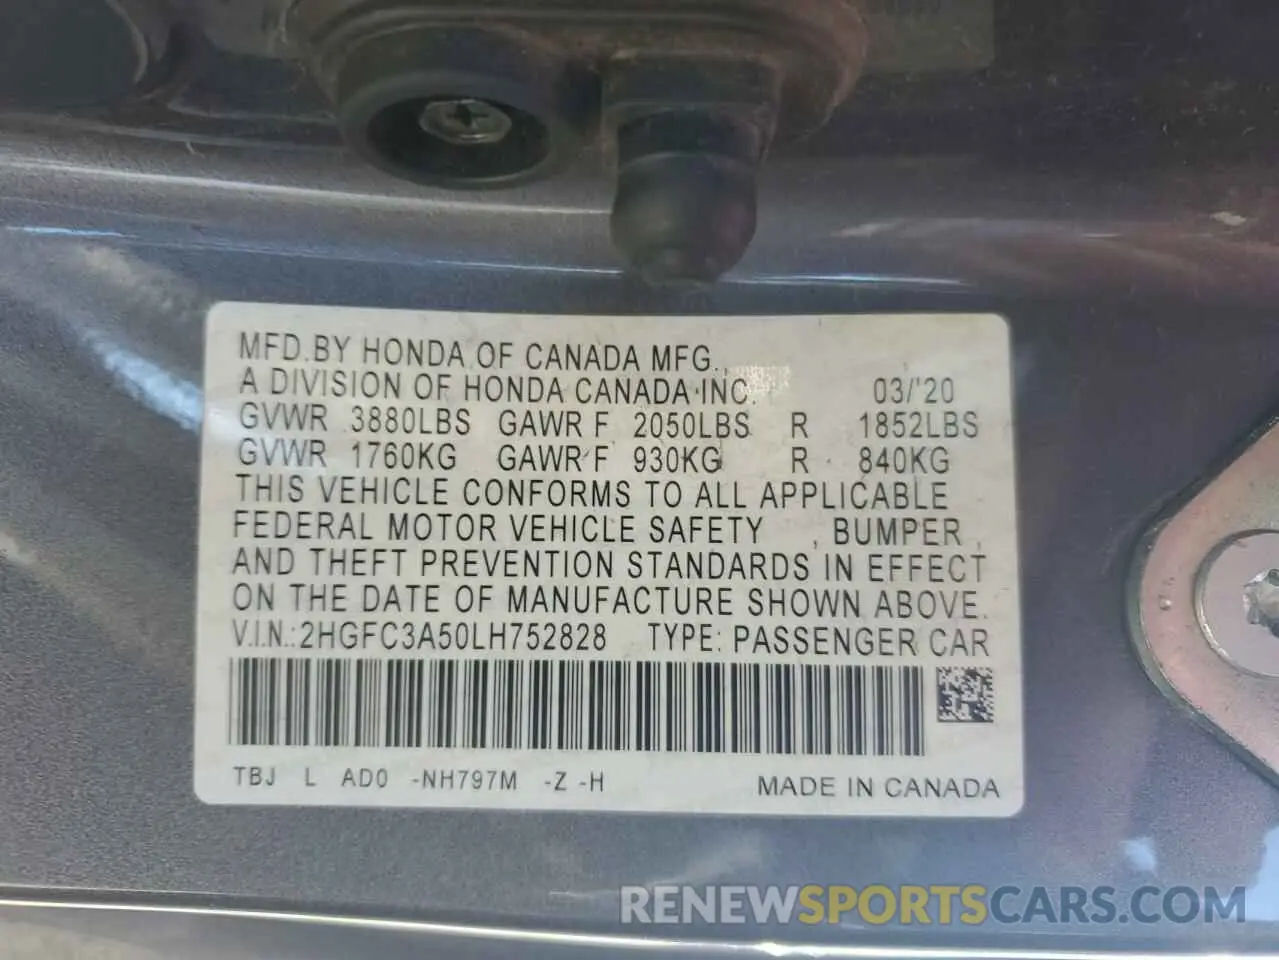 MFD.BY HONDA OF CANADA MFG.,
A DIVISION OF HONDA CANADA INC. 03/'20
GVWR 3880LBS GAWR F 2050LBS R 1852LBS
GVWR 1760KG GAWR F 930KG R 840KG
THIS VEHICLE CONFORMS TO ALL APPLICABLE
FEDERAL MOTOR VEHICLE SAFETY , BUMPER ,
AND THEFT PREVENTION STANDARDS IN EFFECT
ON THE DATE OF MANUFACTURE SHOWN ABOVE.
V.I.N.: 2HGFC3A50LH752828 TYPE: PASSENGER CAR
TBJ L AD0 -NH797M -Z -H MADE IN CANADA
RENEWSPORTSCARS.COM